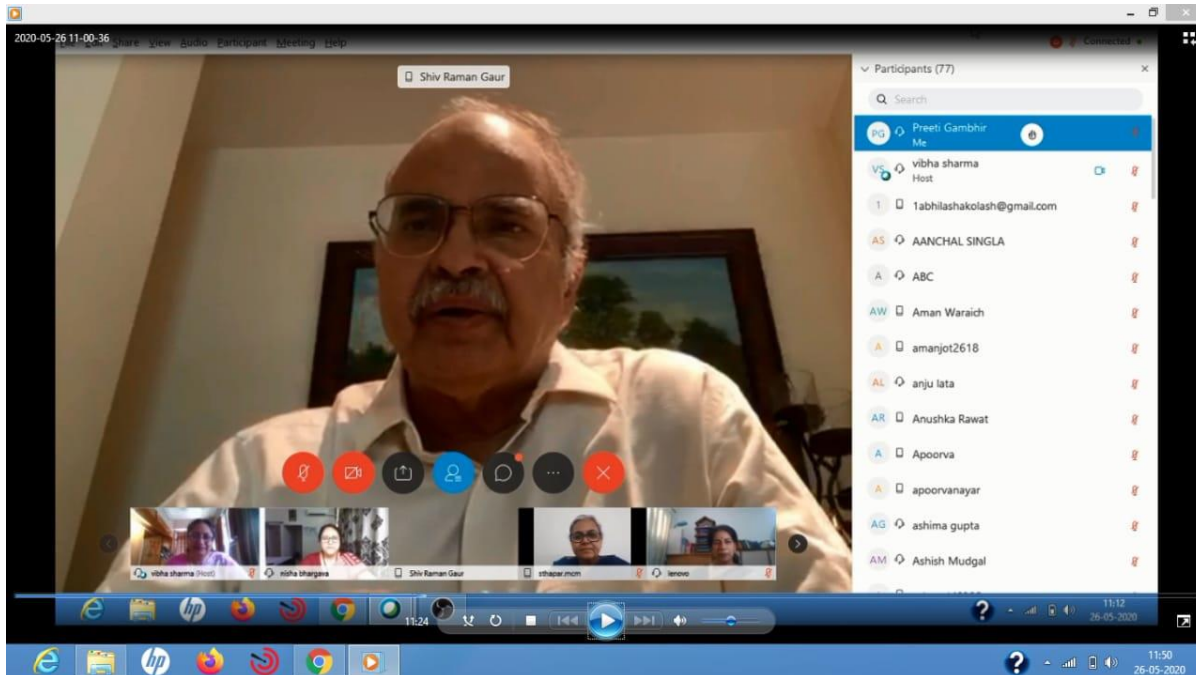 2020-05-26 11-00-36
File Edit Share View Audio Participant Meeting Help
Connected
Shiv Raman Gaur
Participants (77)
Search
PG Preeti Gambhir
Me
VS vibha sharma
Host
1 1abhilashakolash@gmail.com
AS AANCHAL SINGLA
A ABC
AW Aman Waraich
A amanjot2618
AL anju lata
AR Anushka Rawat
A Apoorva
A apoorvanayar
AG ashima gupta
AM Ashish Mudgal
vibha sharma (Host)
nisha bhargava
Shiv Raman Gaur
sthapar.mcm
lenovo
hp
11:12
26-05-2020
11:24
hp
11:50
26-05-2020